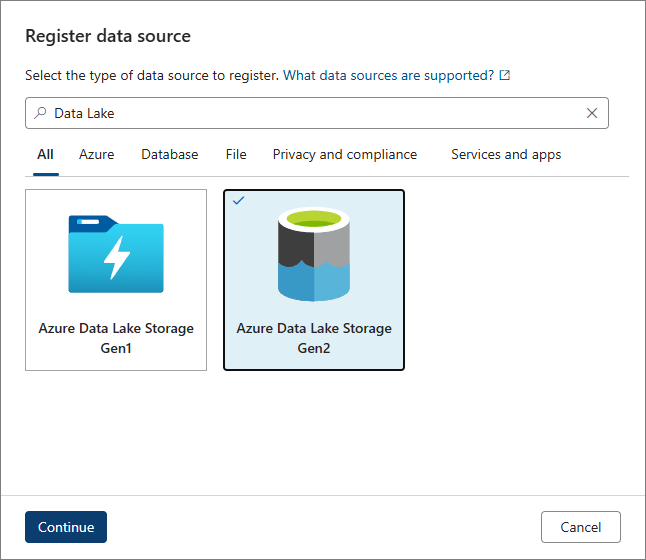 Register data source
Select the type of data source to register. What data sources are supported?
Data Lake
All Azure Database File Privacy and compliance Services and apps
Azure Data Lake Storage
Gen1
Azure Data Lake Storage
Gen2
Continue Cancel